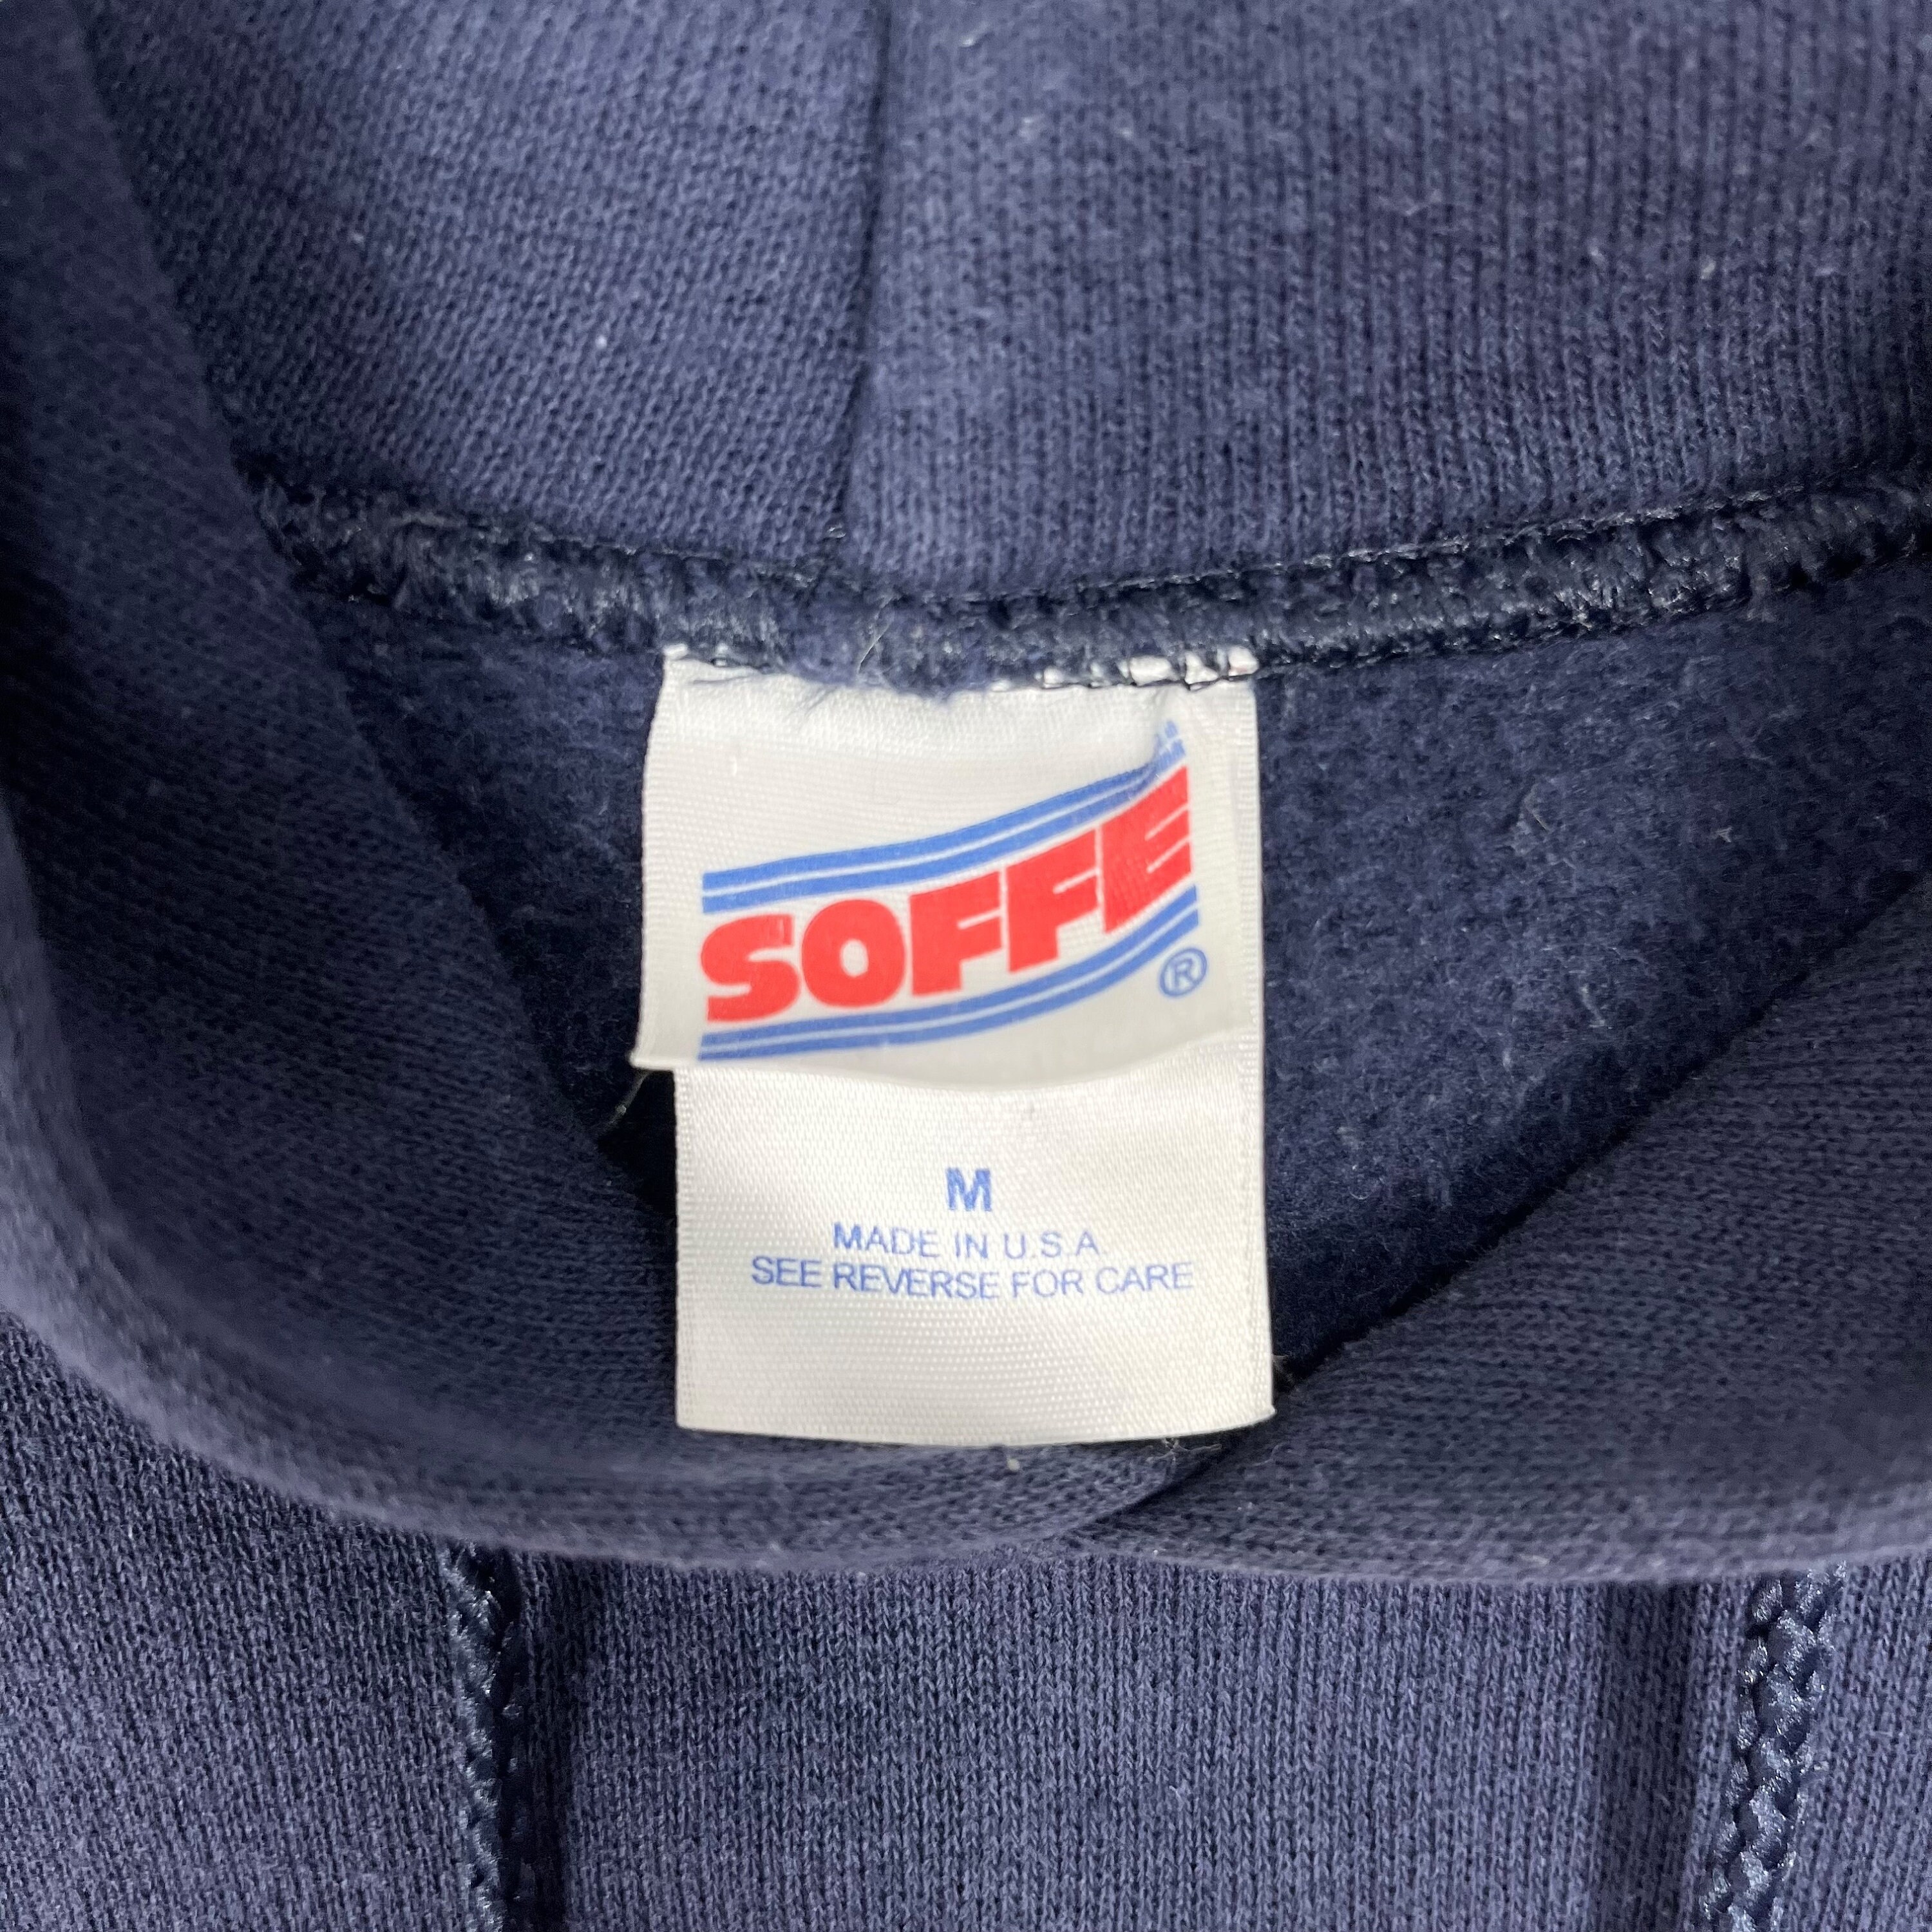 SOFFE
®
M
MADE IN U.S.A.
SEE REVERSE FOR CARE